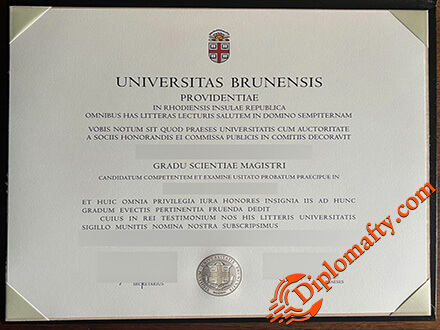 UNIVERSITAS BRUNENSIS
PROVIDENTIAE
IN RHODIENSIS INSULAE REPUBLICA
OMNIBUS HAS LITTERAS LECTURIS SALUTEM IN DOMINO SEMPITERNAM
VOBIS NOTUM SIT QUOD PRAESES UNIVERSITATIS CUM AUCTORITATE
A SOCIIS HONORANDIS EI COMMISSA PUBLICIS IN COMITIIS DECORAVIT
GRADU SCIENTIAE MAGISTRI
CANDIDATUM COMPETENTEM ET EXAMINE USITATO PROBATUM PRAECIPUE IN
ET HUIC OMNIA PRIVILEGIA IURA HONORES INSIGNIA IIS AD HUNC
GRADUM EVECTIS PERTINENTIA FRUENDA DEDIT
CUIUS IN REI TESTIMONIUM NOS HIS LITTERIS UNIVERSITATIS
SIGILLO MUNITIS NOMINA NOSTRA SUBSCRIPSIMUS
SECRETARIUS
Diplomafty.com